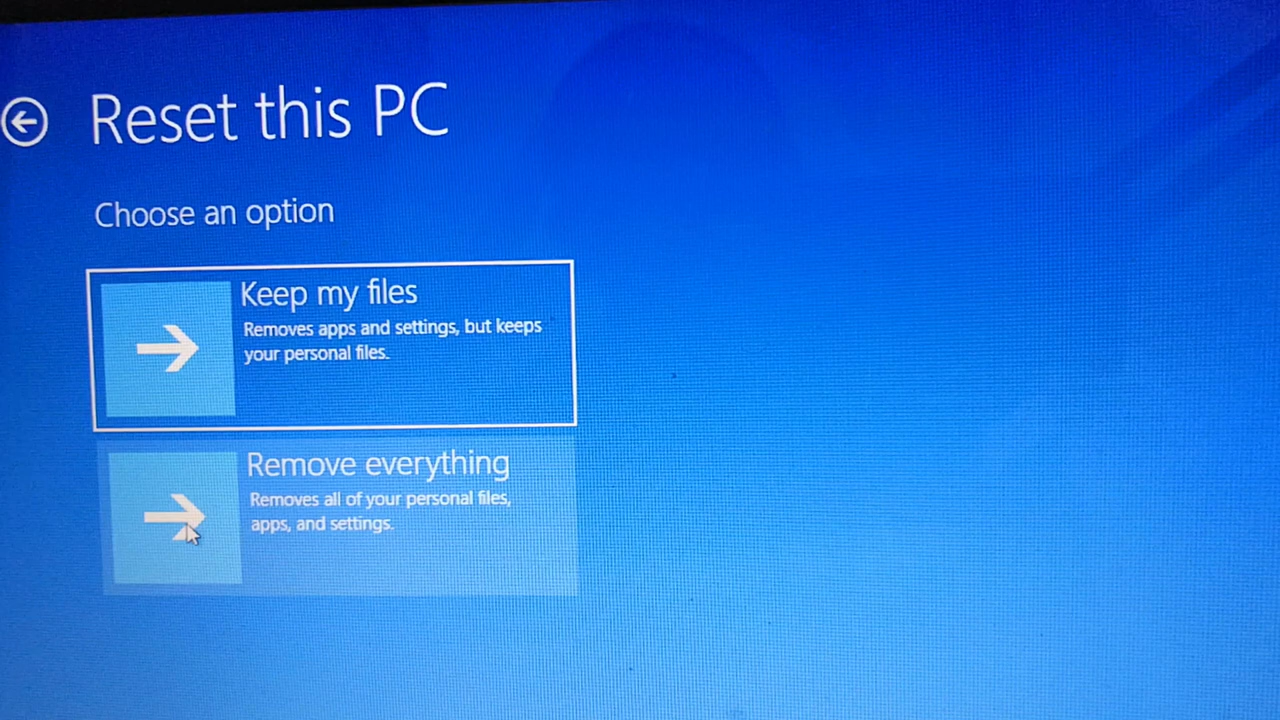 Reset this PC
Choose an option
Keep my files
Removes apps and settings, but keeps
your personal files.
Remove everything
Removes all of your personal files,
apps, and settings.